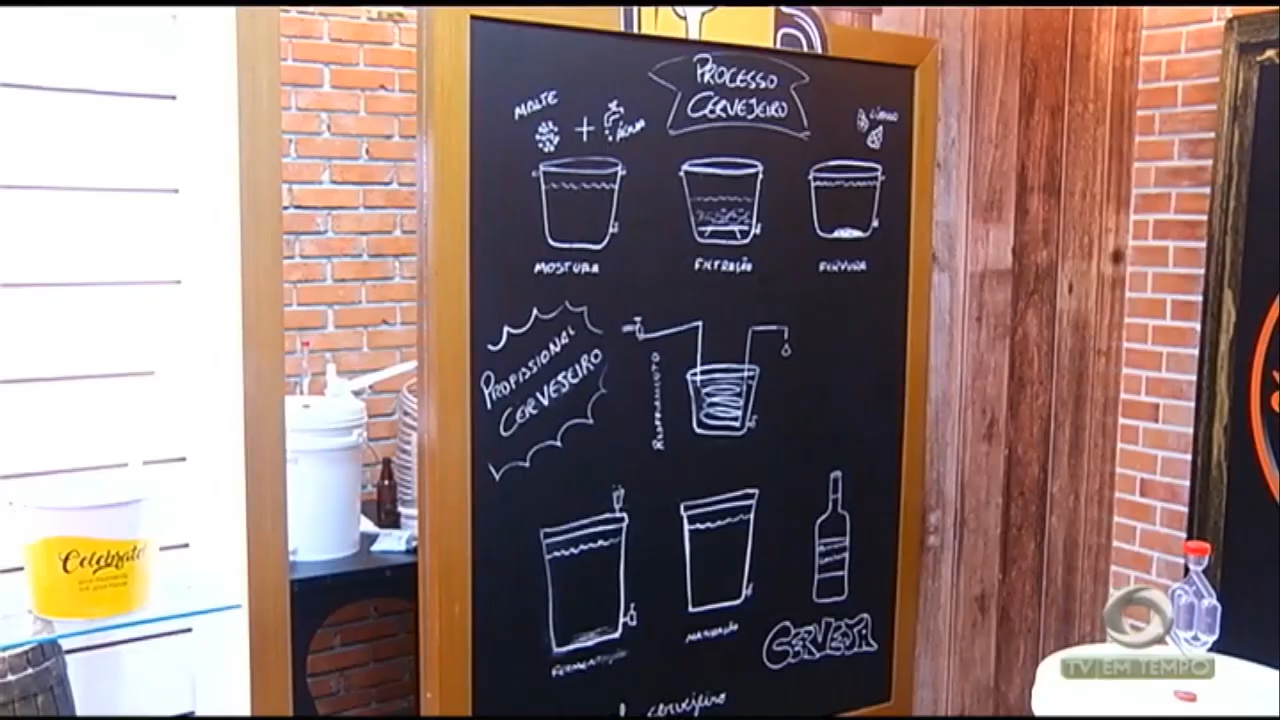 PROCESSO
CERVEJEIRO
MALTE
+
ÁGUA
LÚPULO
MOSTURA
FILTRAÇÃO
FERVURA
PROFISSIONAL
CERVEJEIRO
RESFRIAMENTO
FERMENTAÇÃO
MATURAÇÃO
CERVEJA
cervejeiro
Celebrate!
TV EM TEMPO